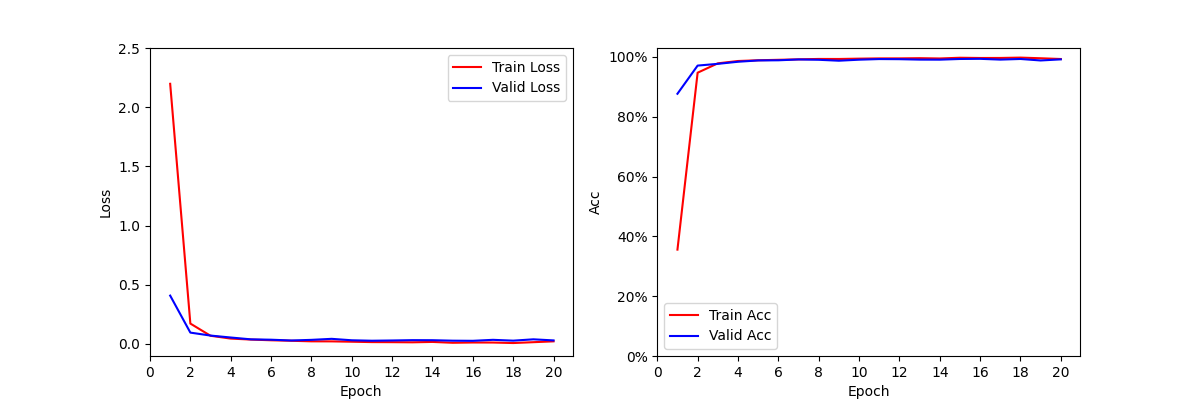 2.5
2.0
1.5
1.0
0.5
0.0
Loss
Train Loss
Valid Loss
0 2 4 6 8 10 12 14 16 18 20
Epoch
100%
80%
60%
40%
20%
0%
Acc
Train Acc
Valid Acc
0 2 4 6 8 10 12 14 16 18 20
Epoch